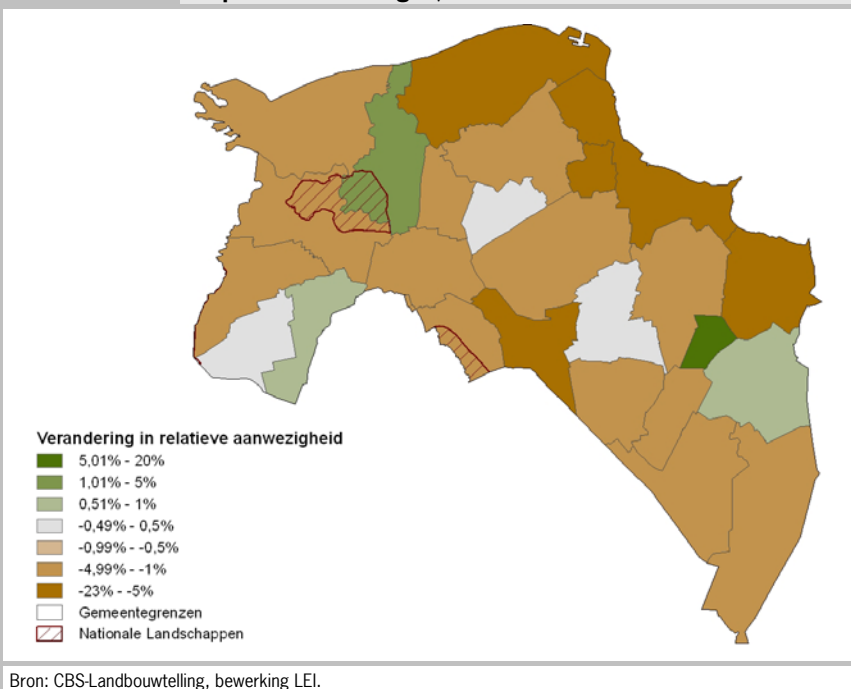 Verandering in relatieve aanwezigheid
5,01% - 20%
1,01% - 5%
0,51% - 1%
-0,49% - 0,5%
-0,99% - -0,5%
-4,99% - -1%
-23% - -5%
Gemeentegrenzen
Nationale Landschappen
Bron: CBS-Landbouwtelling, bewerking LEI.